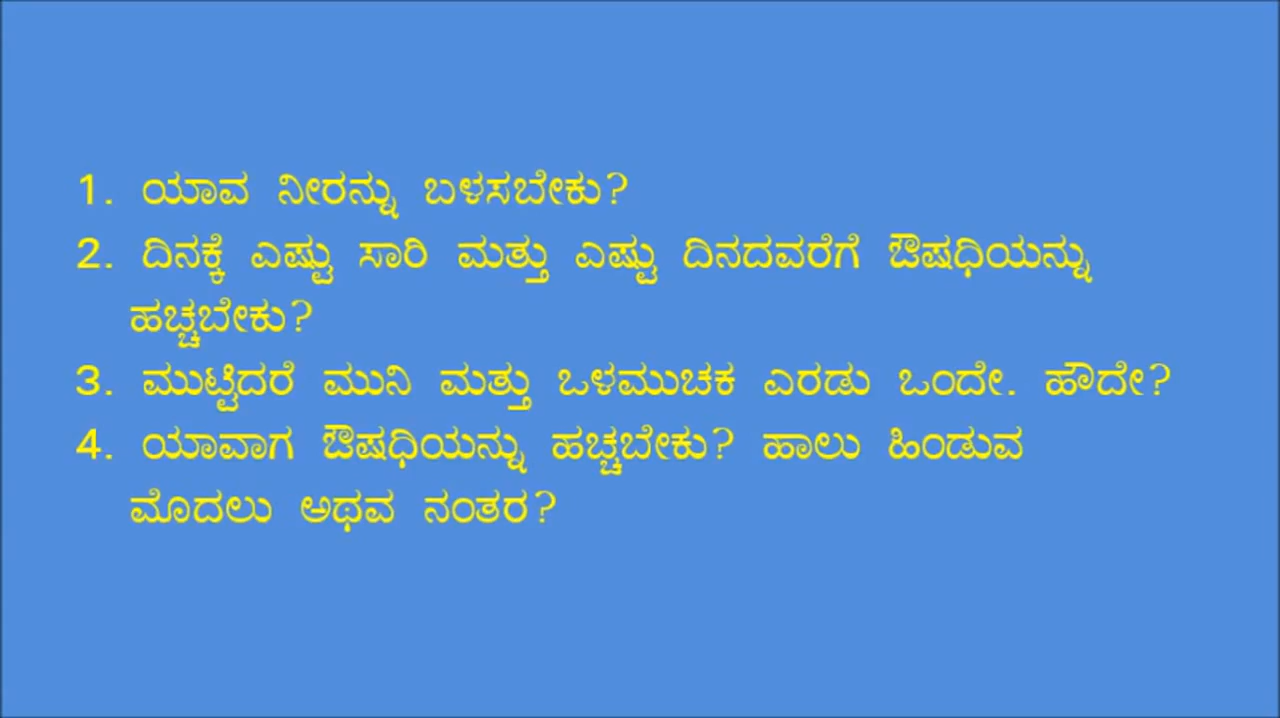 1. ಯಾವ ನೀರನ್ನು ಬಳಸಬೇಕು?
2. ದಿನಕ್ಕೆ ಎಷ್ಟು ಸಾರಿ ಮತ್ತು ಎಷ್ಟು ದಿನದವರೆಗೆ ಔಷಧಿಯನ್ನು
ಹಚ್ಚಬೇಕು?
3. ಮುಟ್ಟಿದರೆ ಮುನಿ ಮತ್ತು ಒಳಮುಚಕ ಎರಡು ಒಂದೇ. ಹೌದೇ?
4. ಯಾವಾಗ ಔಷಧಿಯನ್ನು ಹಚ್ಚಬೇಕು? ಹಾಲು ಹಿಂಡುವ
ಮೊದಲು ಅಥವ ನಂತರ?